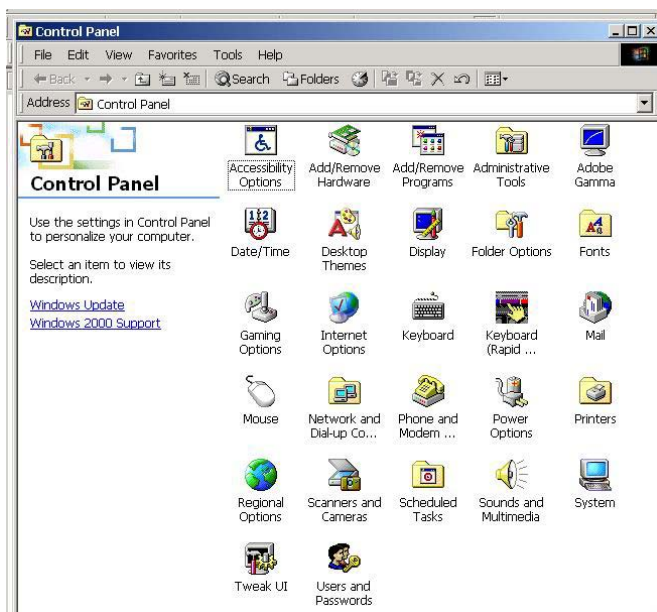 Control Panel
File Edit View Favorites Tools Help
Back Search Folders
Address Control Panel
Control Panel
Use the settings in Control Panel
to personalize your computer.
Select an item to view its
description.
Windows Update
Windows 2000 Support
Accessibility
Options
Add/Remove
Hardware
Add/Remove
Programs
Administrative
Tools
Adobe
Gamma
Date/Time
Desktop
Themes
Display
Folder Options
Fonts
Gaming
Options
Internet
Options
Keyboard
Keyboard
(Rapid ...
Mail
Mouse
Network and
Dial-up Co...
Phone and
Modem ...
Power
Options
Printers
Regional
Options
Scanners and
Cameras
Scheduled
Tasks
Sounds and
Multimedia
System
Tweak UI
Users and
Passwords